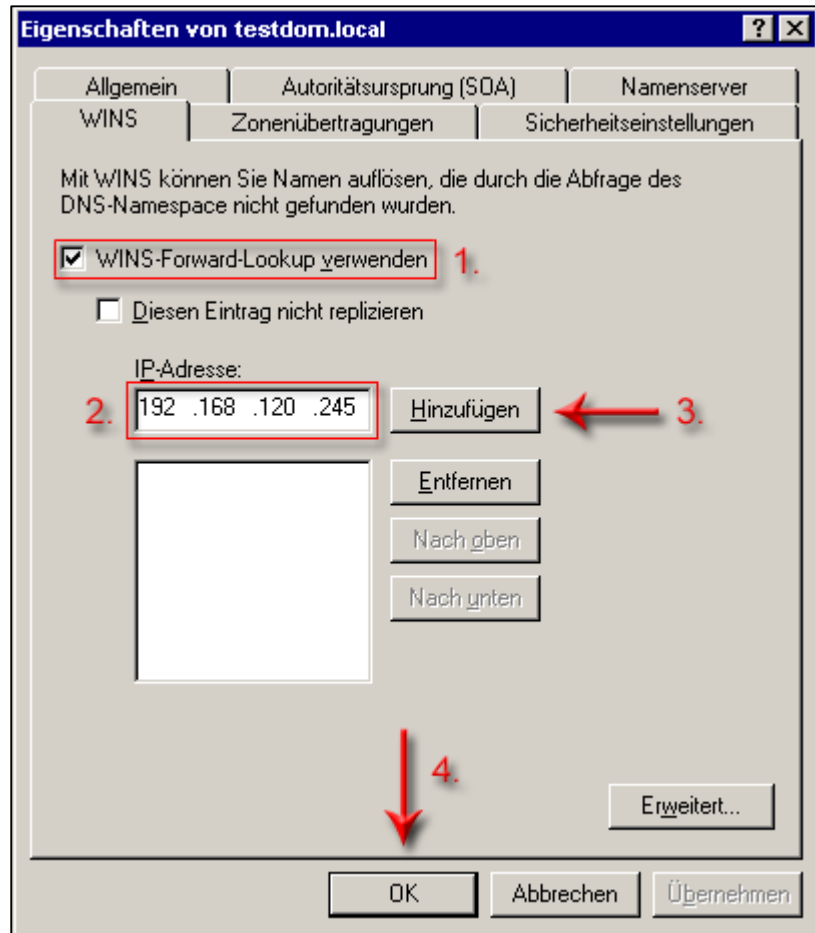 Eigenschaften von testdom.local
Allgemein Autoritätsursprung (SOA) Namenserver
WINS Zonenübertragungen Sicherheitseinstellungen
Mit WINS können Sie Namen auflösen, die durch die Abfrage des
DNS-Namespace nicht gefunden wurden.
WINS-Forward-Lookup verwenden 1.
Diesen Eintrag nicht replizieren
IP-Adresse:
2. 192 .168 .120 .245 Hinzufügen 3.
Entfernen
Nach oben
Nach unten
4.
Erweitert...
OK Abbrechen Übernehmen